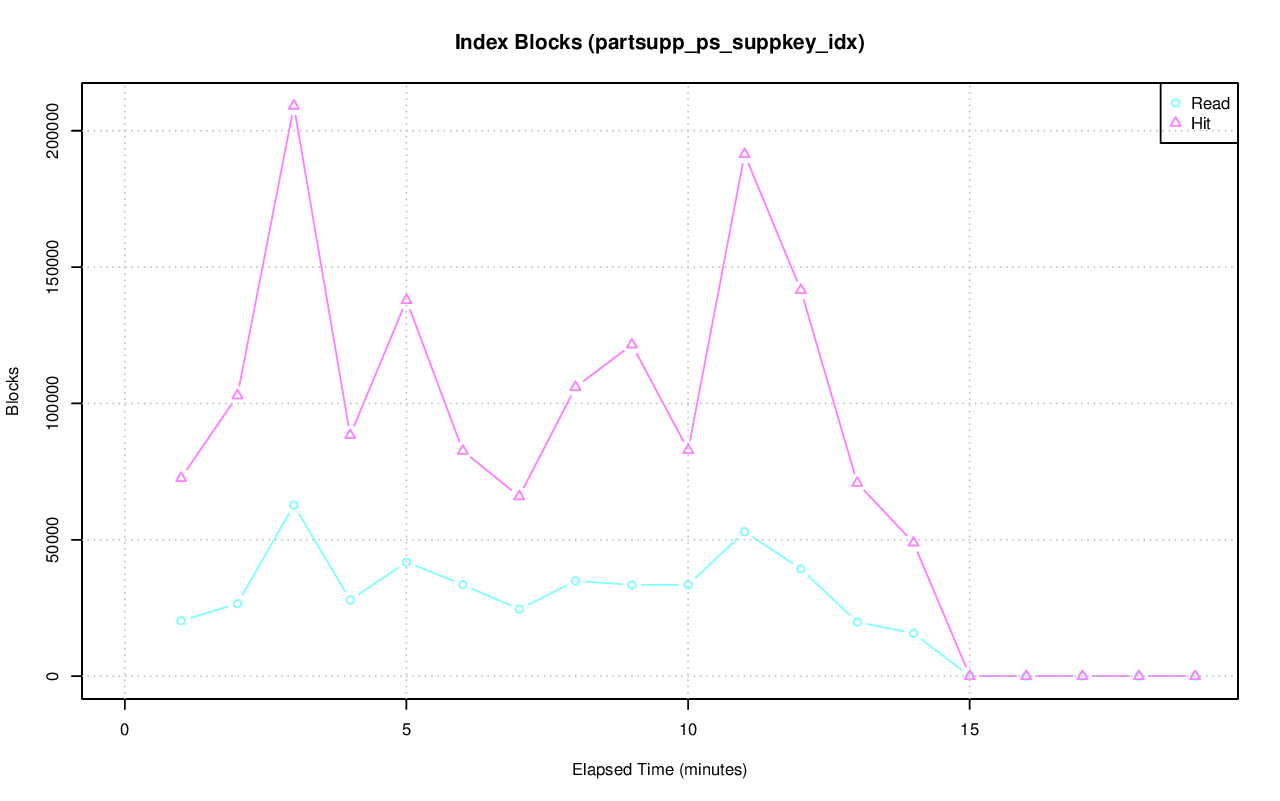 Index Blocks (partsupp_ps_suppkey_idx)
Read
Hit
Blocks
200000
150000
100000
50000
0
0 5 10 15
Elapsed Time (minutes)